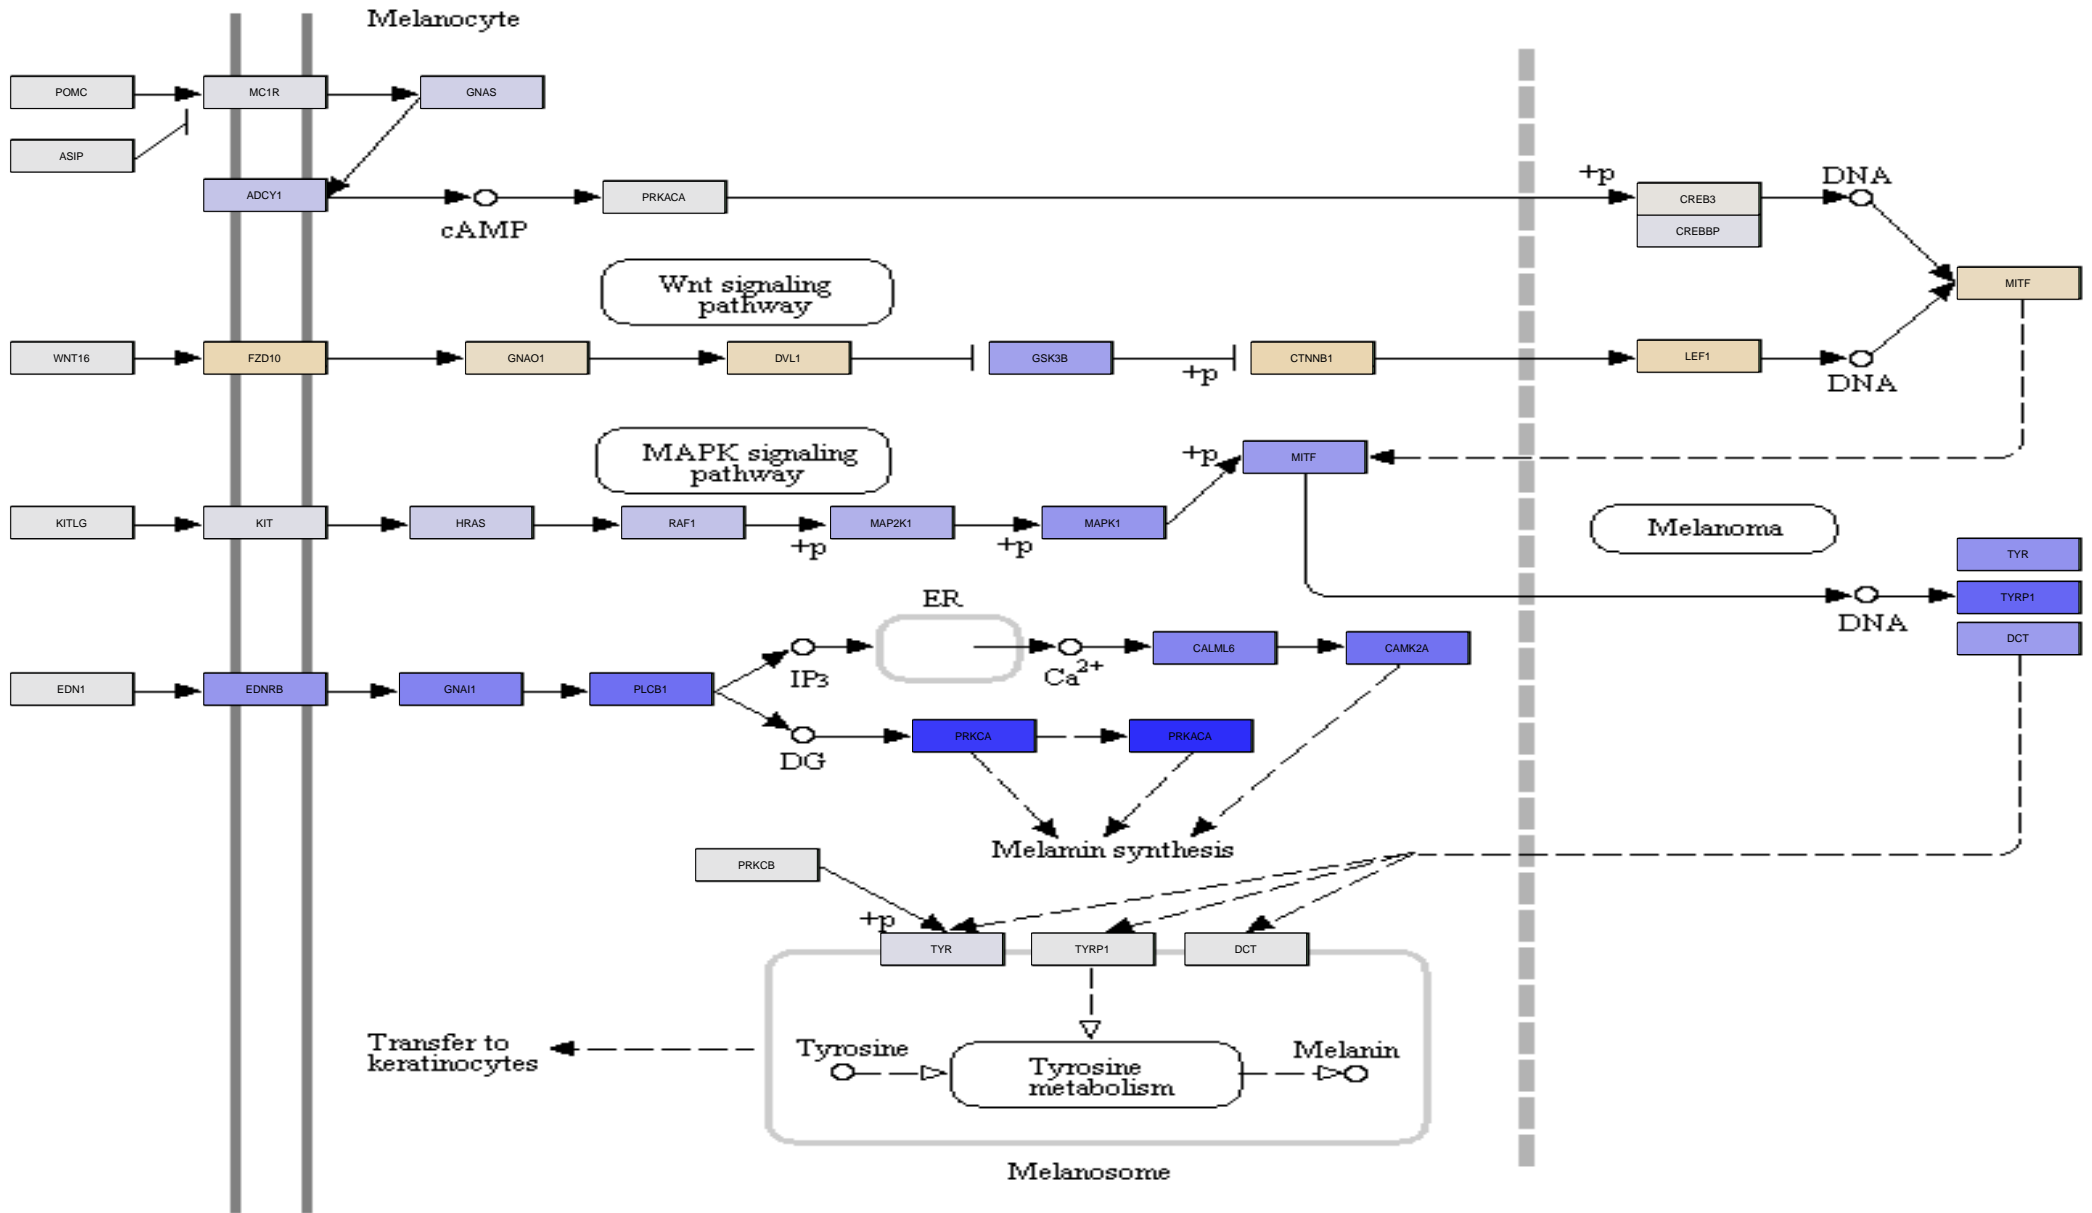 Melanocyte
POMC
MC1R
GNAS
ASIP
ADCY1
cAMP
PRKACA
+p
CREB3
CREBBP
DNA
MITF
Wnt signaling
pathway
WNT16
FZD10
GNAO1
DVL1
GSK3B
+p
CTNNB1
LEF1
DNA
MAPK signaling
pathway
+p
MITF
KITLG
KIT
HRAS
RAF1
+p
MAP2K1
+p
MAPK1
Melanoma
TYR
TYRP1
DCT
DNA
ER
EDN1
EDNRB
GNAI1
PLCB1
IP3
Ca2+
CALML6
CAMK2A
DG
PRKCA
PRKACA
Melamin synthesis
PRKCB
+p
TYR
TYRP1
DCT
Transfer to
keratinocytes
Tyrosine
Tyrosine
metabolism
Melanin
Melanosome